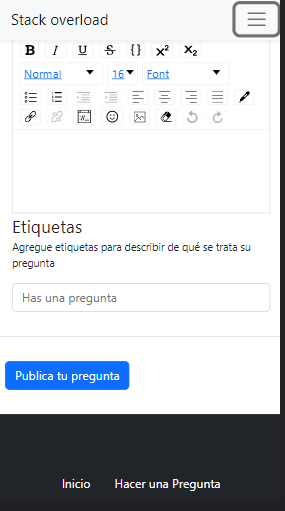 Stack overload
B I U S {} x² x₂
Normal 16 Font
Etiquetas
Agregue etiquetas para describir de qué se trata su
pregunta
Has una pregunta
Publica tu pregunta
Inicio Hacer una Pregunta